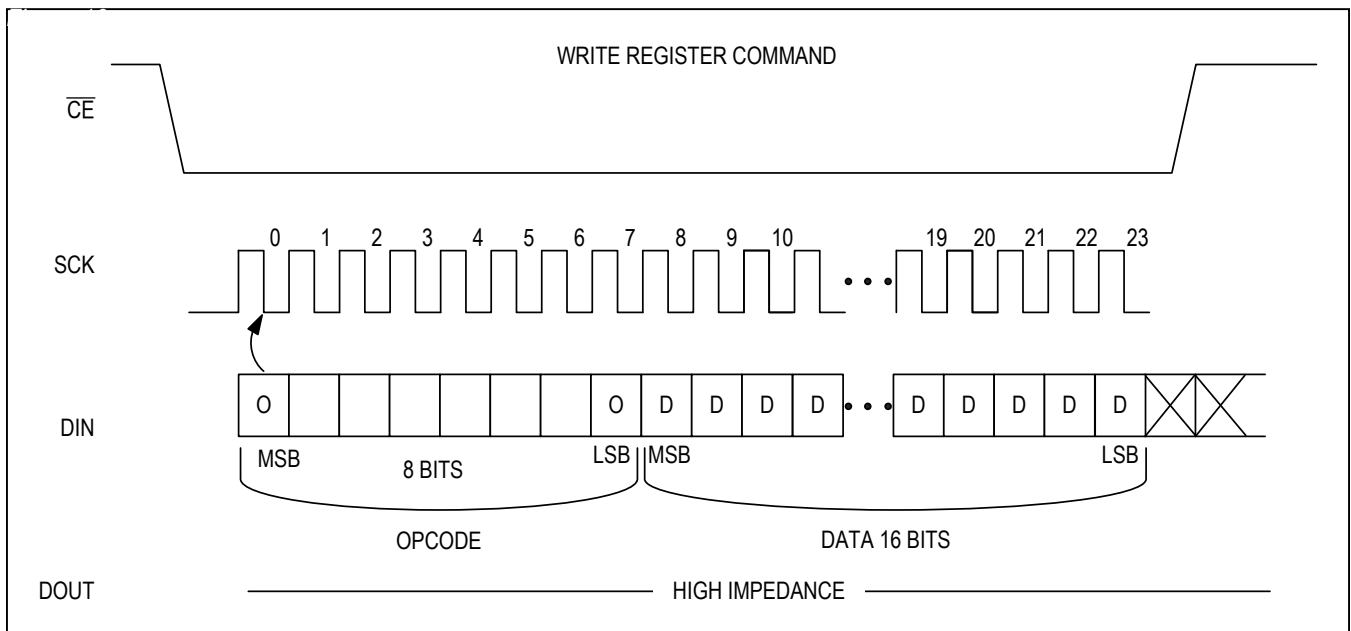 WRITE REGISTER COMMAND
CE
SCK
0 1 2 3 4 5 6 7 8 9 10 19 20 21 22 23
DIN
O O D D D D D D D D D
MSB 8 BITS LSB MSB LSB
OPCODE DATA 16 BITS
DOUT HIGH IMPEDANCE